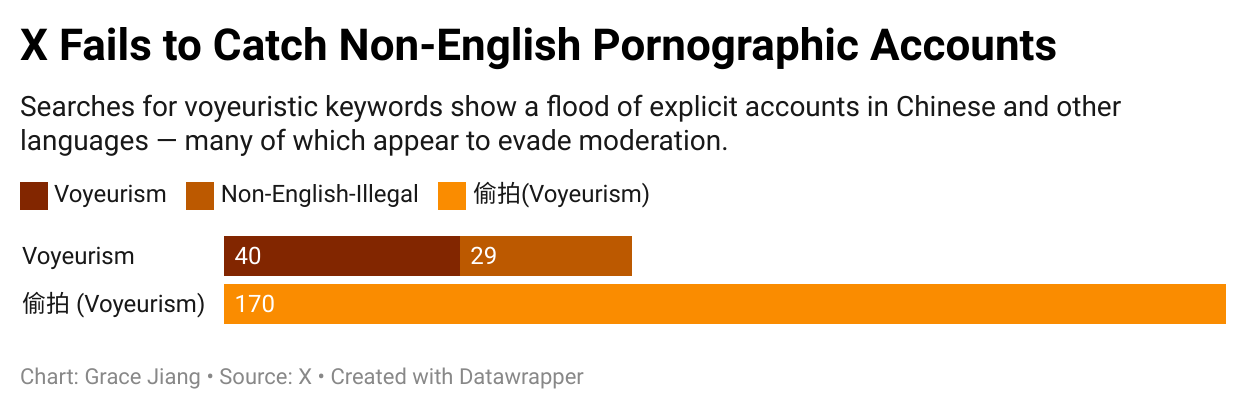 X Fails to Catch Non-English Pornographic Accounts
Searches for voyeuristic keywords show a flood of explicit accounts in Chinese and other
languages — many of which appear to evade moderation.
Voyeurism Non-English-Illegal 偷拍(Voyeurism)
Voyeurism 40 29
偷拍 (Voyeurism) 170
Chart: Grace Jiang • Source: X • Created with Datawrapper